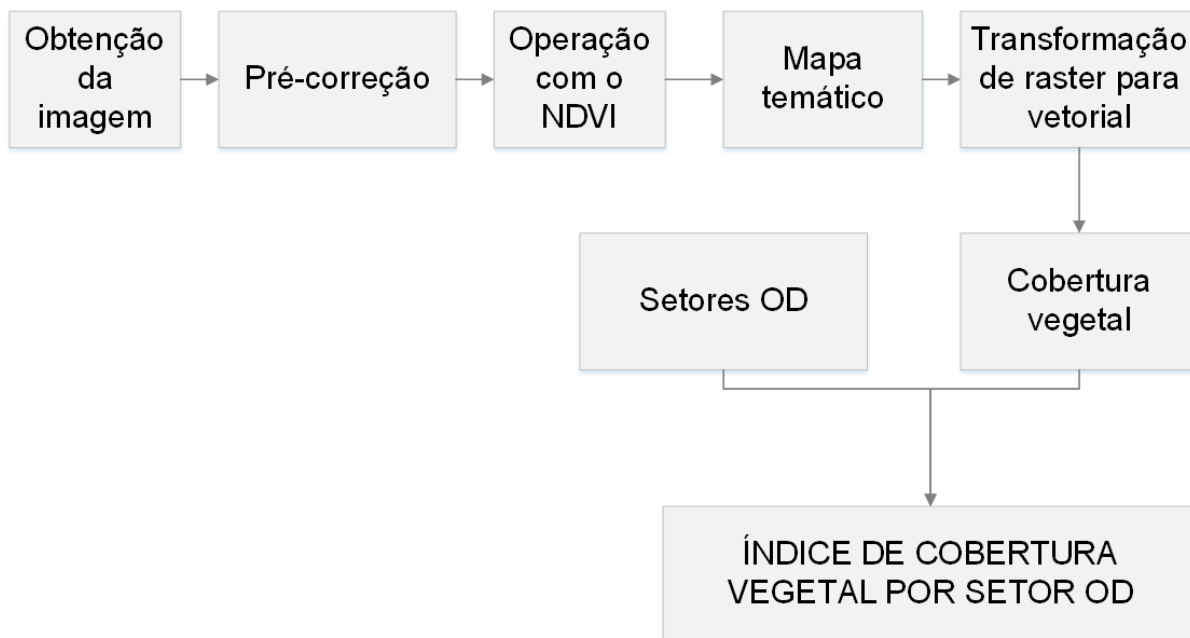 Obtenção
da
imagem
Pré-correção
Operação
com o
NDVI
Mapa
temático
Transformação
de raster para
vetorial
Setores OD
Cobertura
vegetal
ÍNDICE DE COBERTURA
VEGETAL POR SETOR OD